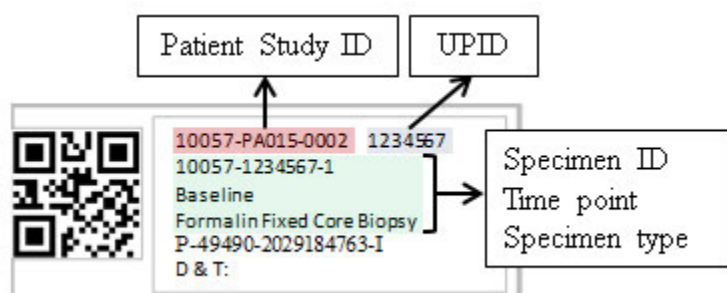 Patient Study ID
UPID
10057-PA015-0002 1234567
10057-1234567-1
Baseline
Formalin Fixed Core Biopsy
P-49490-2029184763-I
D & T:
Specimen ID
Time point
Specimen type